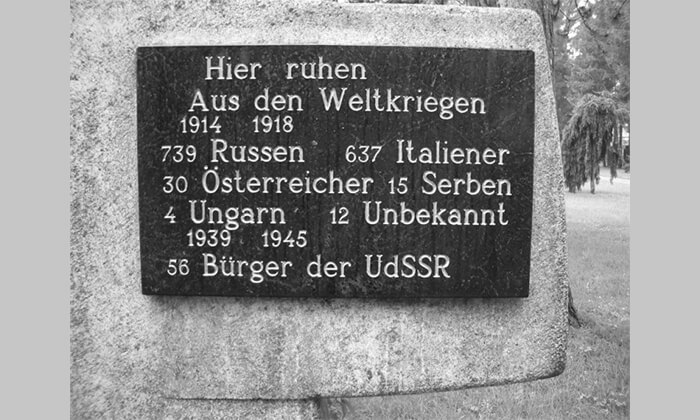 Hier ruhen
Aus den Weltkriegen
1914 1918
739 Russen 637 Italiener
30 Österreicher 15 Serben
4 Ungarn 12 Unbekannt
1939 1945
56 Bürger der UdSSR